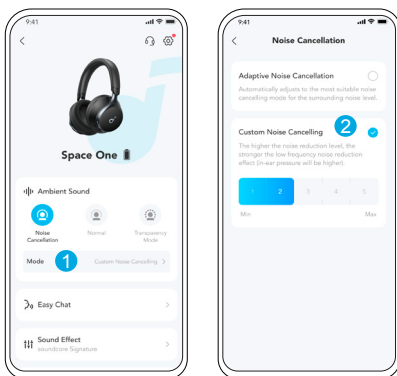 9:41
Space One
Ambient Sound
Noise
Cancellation
Normal
Transparency
Mode
Mode
1
Custom Noise Cancelling >
Easy Chat
Sound Effect
soundcore Signature
9:41
Noise Cancellation
Adaptive Noise Cancellation
Automatically adjusts to the most suitable noise
cancelling mode for the surrounding noise level.
Custom Noise Cancelling
2
The higher the noise reduction level, the
stronger the low frequency noise reduction
effect (in-ear pressure will be higher).
1 2 3 4 5
Min Max